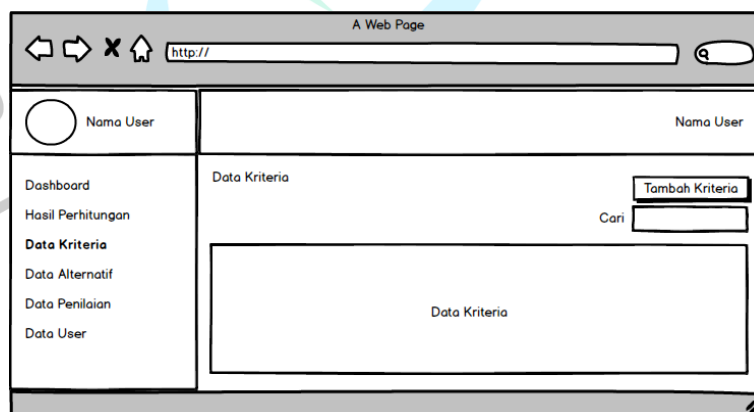 A Web Page
http://
Nama User
Nama User
Dashboard
Hasil Perhitungan
Data Kriteria
Data Alternatif
Data Penilaian
Data User
Data Kriteria
Tambah Kriteria
Cari
Data Kriteria